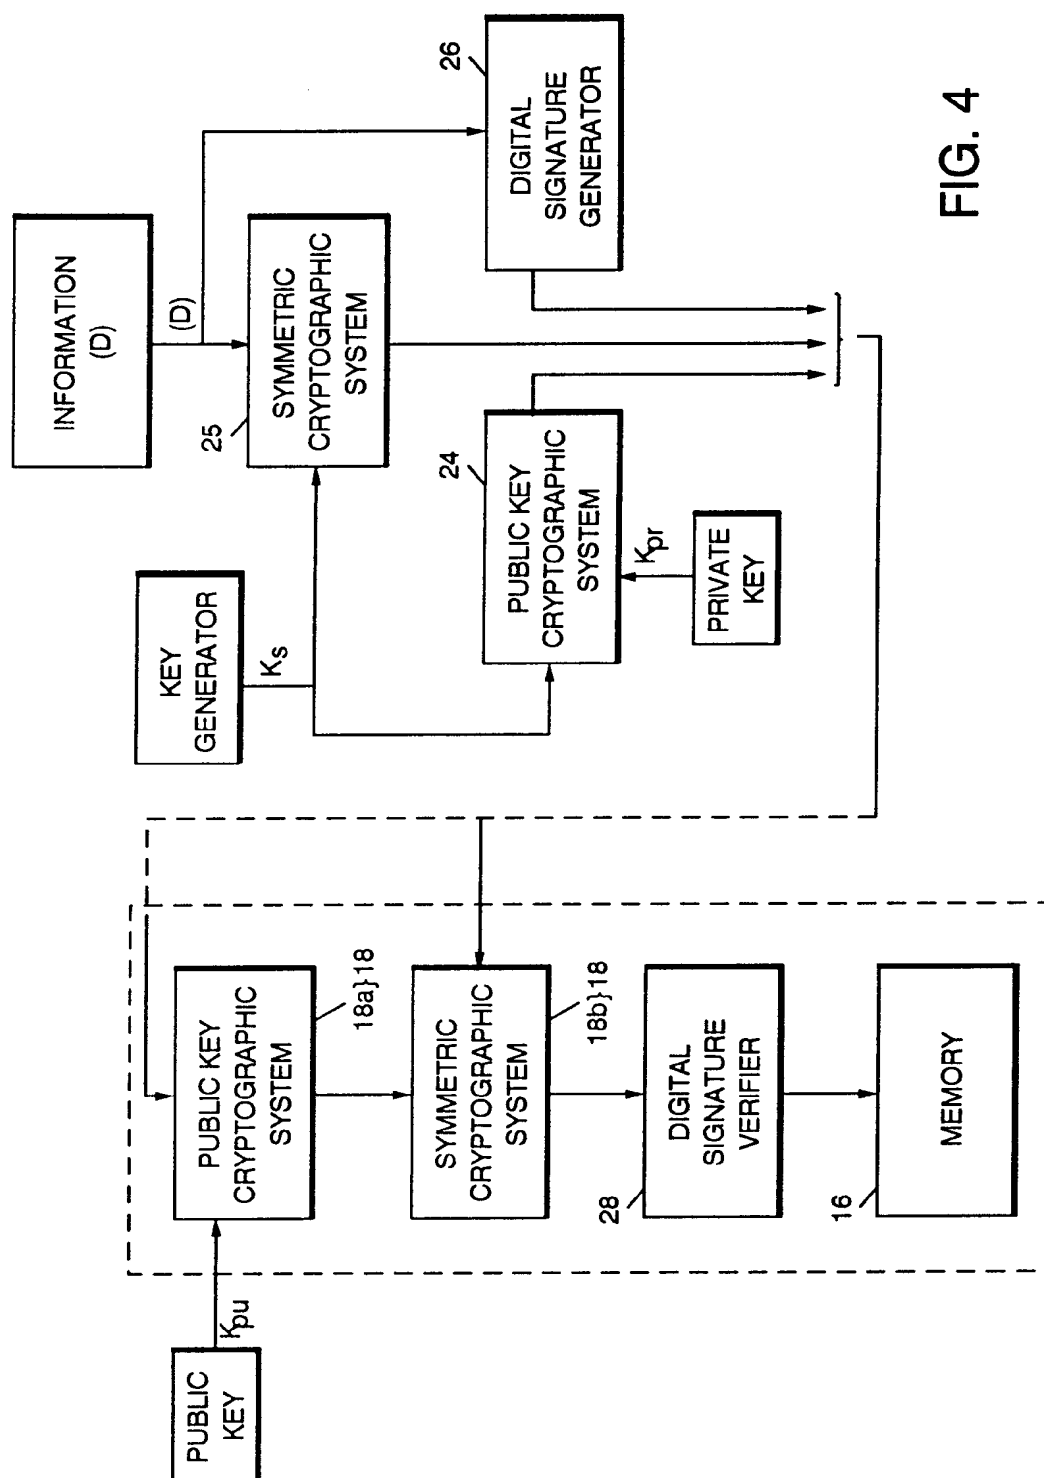 INFORMATION
(D)
(D)
SYMMETRIC
CRYPTOGRAPHIC
SYSTEM
25
DIGITAL
SIGNATURE
GENERATOR
26
KEY
GENERATOR
Ks
PUBLIC KEY
CRYPTOGRAPHIC
SYSTEM
24
Kpr
PRIVATE
KEY
PUBLIC
KEY
Kpu
PUBLIC KEY
CRYPTOGRAPHIC
SYSTEM
18a}18
SYMMETRIC
CRYPTOGRAPHIC
SYSTEM
18b}18
DIGITAL
SIGNATURE
VERIFIER
28
MEMORY
16
FIG. 4